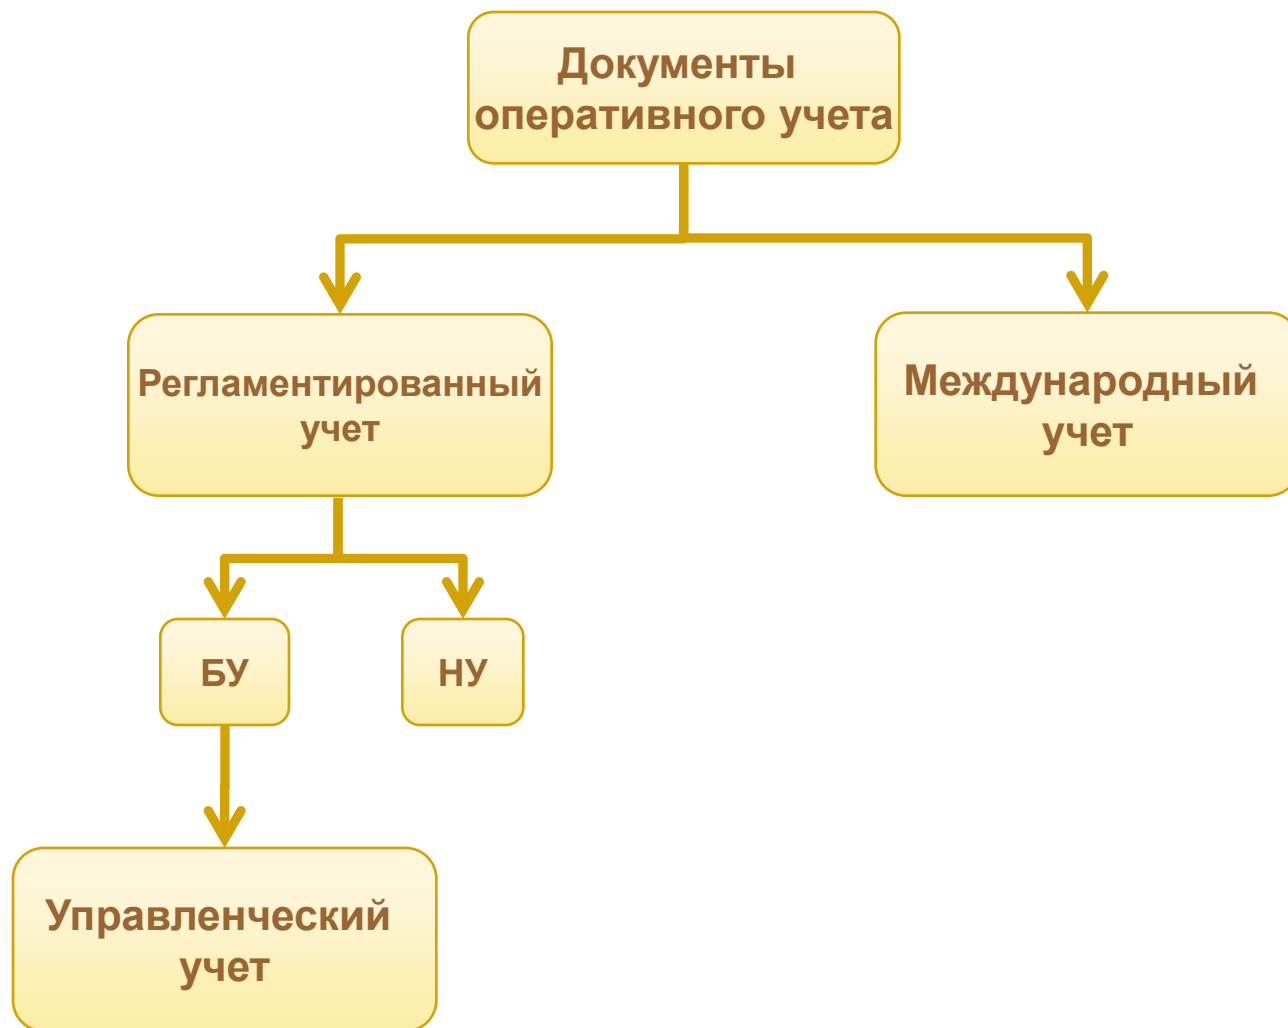 Документы
оперативного учета
Регламентированный
учет
Международный
учет
БУ
НУ
Управленческий
учет